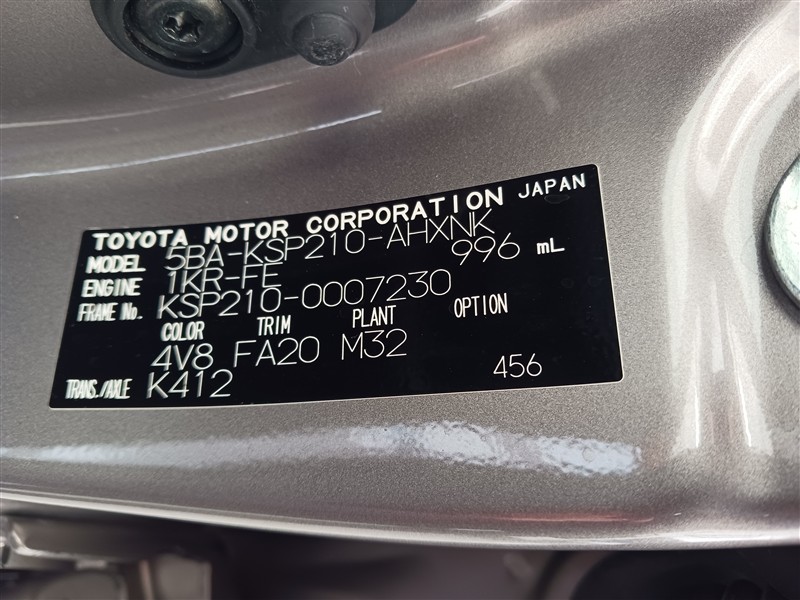 TOYOTA MOTOR CORPORATION JAPAN
MODEL 5BA-KSP210-AHXNK
ENGINE 1KR-FE 996 mL
FRAME No. KSP210-0007230
COLOR TRIM PLANT OPTION
4V8 FA20 M32
TRANS./AXLE K412 456